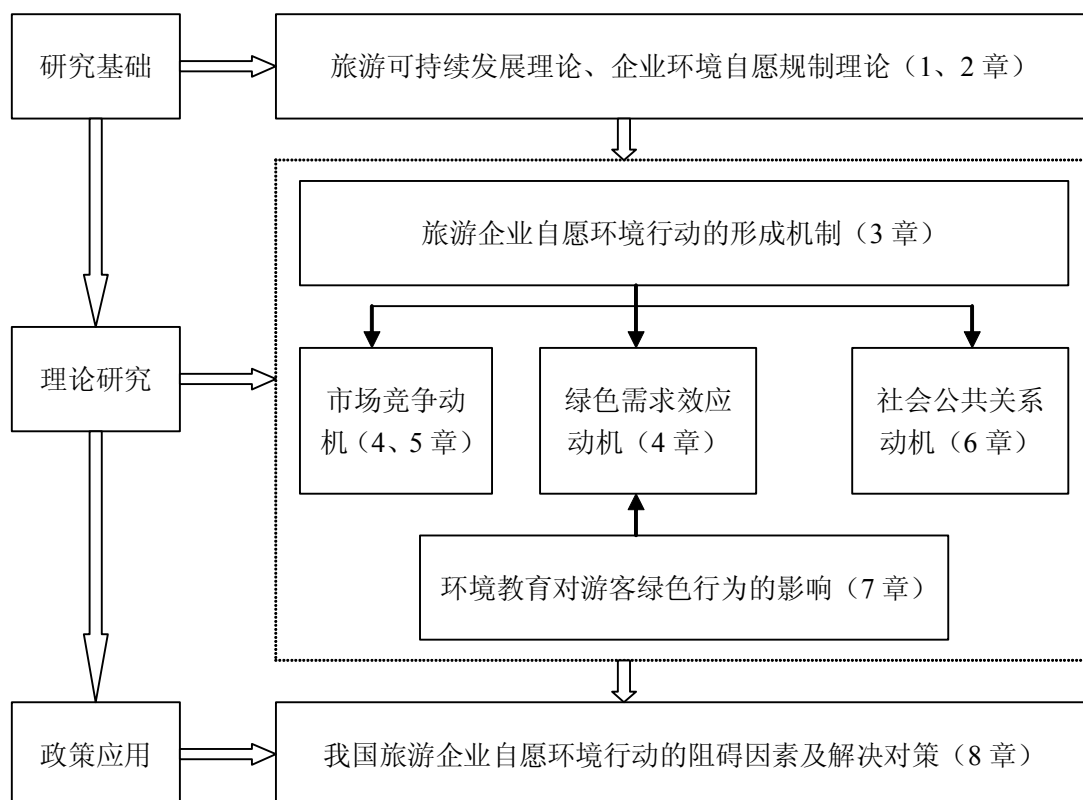 研究基础
旅游可持续发展理论、企业环境自愿规制理论（1、2 章）
旅游企业自愿环境行动的形成机制（3 章）
理论研究
市场竞争动
机（4、5 章）
绿色需求效应
动机（4 章）
社会公共关系
动机（6 章）
环境教育对游客绿色行为的影响（7 章）
政策应用
我国旅游企业自愿环境行动的阻碍因素及解决对策（8 章）